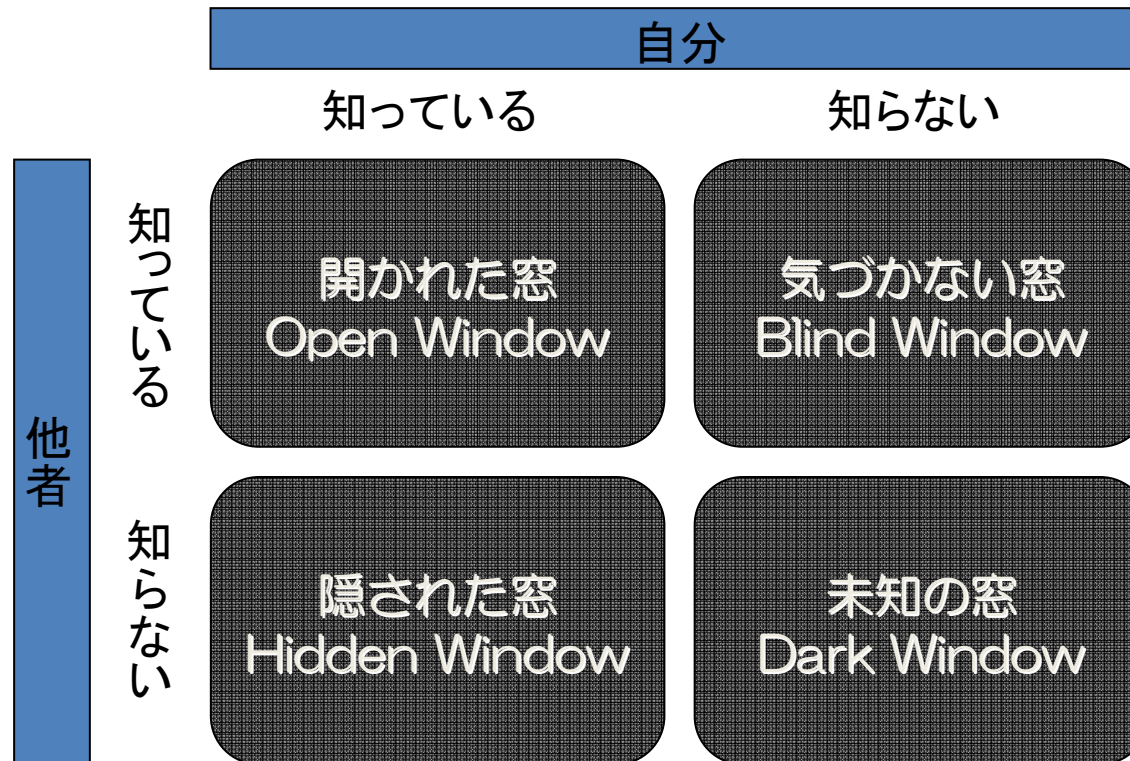 自分
知っている
知らない
他者
知っている
開かれた窓
Open Window
気づかない窓
Blind Window
知らない
隠された窓
Hidden Window
未知の窓
Dark Window